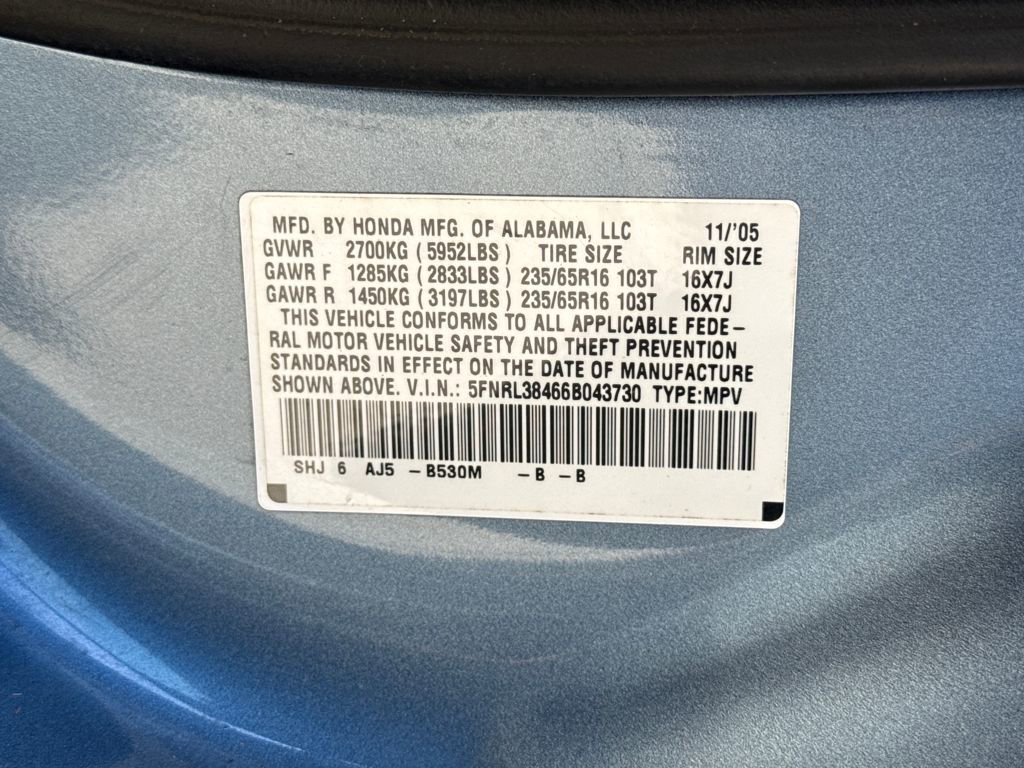 MFD. BY HONDA MFG. OF ALABAMA, LLC 11/'05
GVWR 2700KG (5952LBS) TIRE SIZE RIM SIZE
GAWR F 1285KG (2833LBS) 235/65R16 103T 16X7J
GAWR R 1450KG (3197LBS) 235/65R16 103T 16X7J
THIS VEHICLE CONFORMS TO ALL APPLICABLE FEDE-
RAL MOTOR VEHICLE SAFETY AND THEFT PREVENTION
STANDARDS IN EFFECT ON THE DATE OF MANUFACTURE
SHOWN ABOVE. V.I.N.: 5FNRL38466B043730 TYPE:MPV
SHJ 6 AJ5 -B530M -B -B